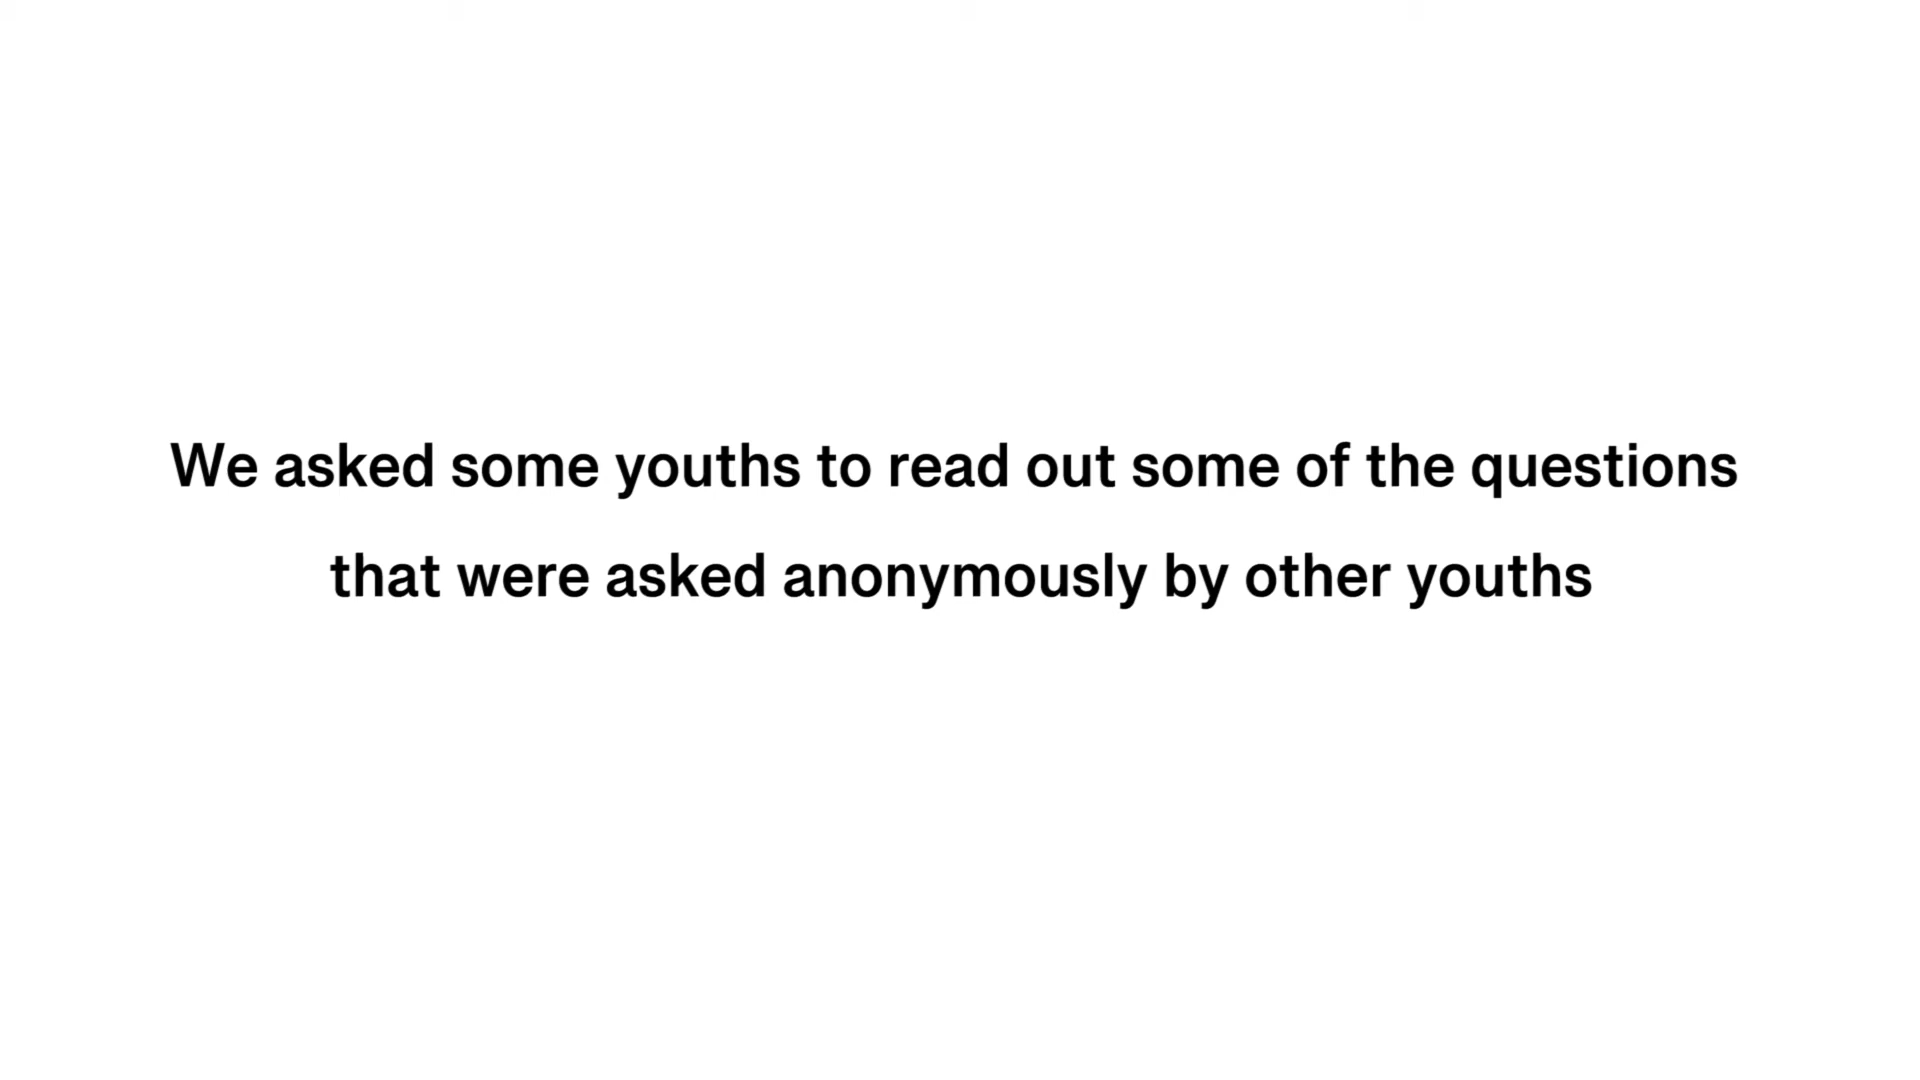 We asked some youths to read out some of the questions
that were asked anonymously by other youths